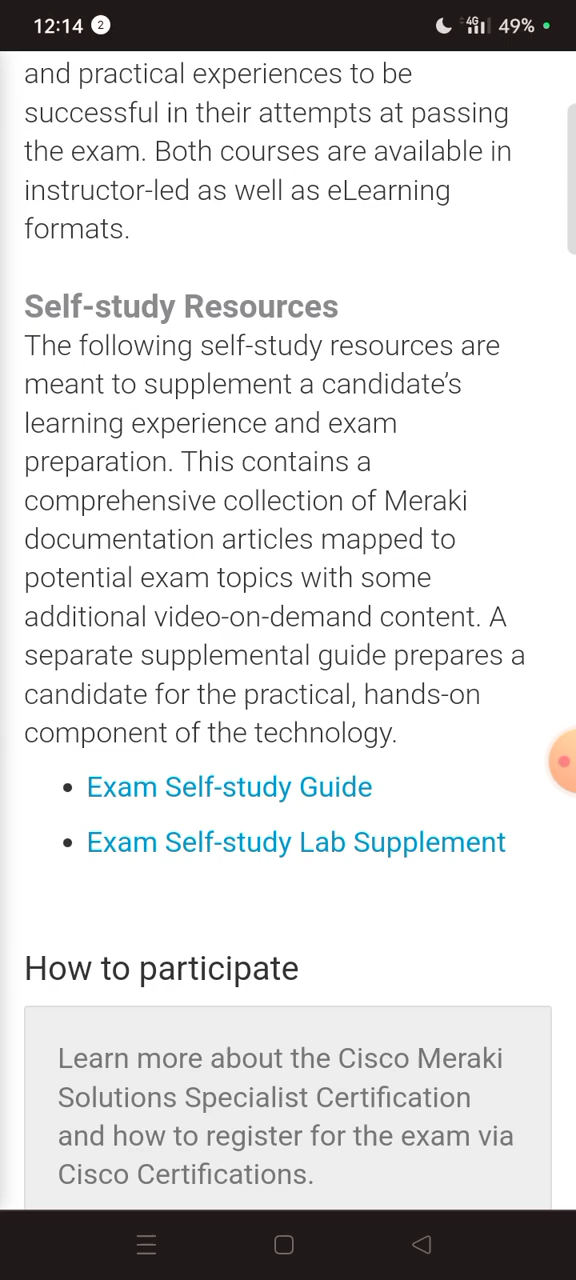 12:14 2 4G 49%
and practical experiences to be
successful in their attempts at passing
the exam. Both courses are available in
instructor-led as well as eLearning
formats.
Self-study Resources
The following self-study resources are
meant to supplement a candidate’s
learning experience and exam
preparation. This contains a
comprehensive collection of Meraki
documentation articles mapped to
potential exam topics with some
additional video-on-demand content. A
separate supplemental guide prepares a
candidate for the practical, hands-on
component of the technology.
• Exam Self-study Guide
• Exam Self-study Lab Supplement
How to participate
Learn more about the Cisco Meraki
Solutions Specialist Certification
and how to register for the exam via
Cisco Certifications.